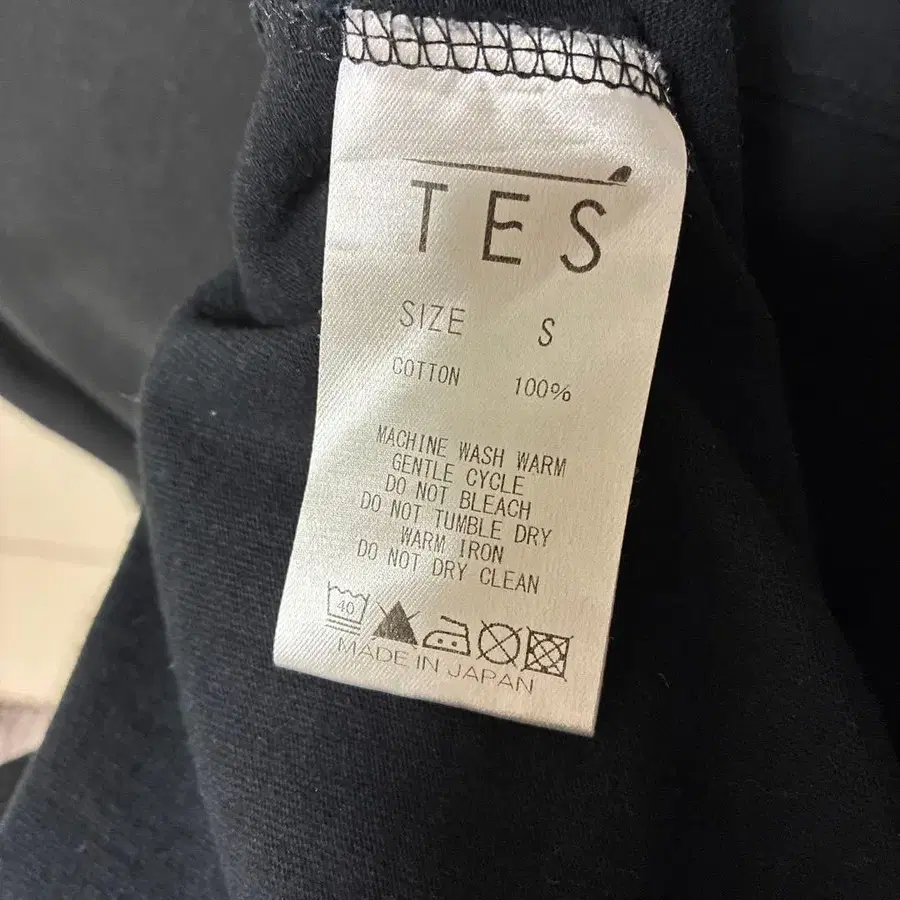 TES
SIZE S
COTTON 100%
MACHINE WASH WARM
GENTLE CYCLE
DO NOT BLEACH
DO NOT TUMBLE DRY
WARM IRON
DO NOT DRY CLEAN
40
MADE IN JAPAN